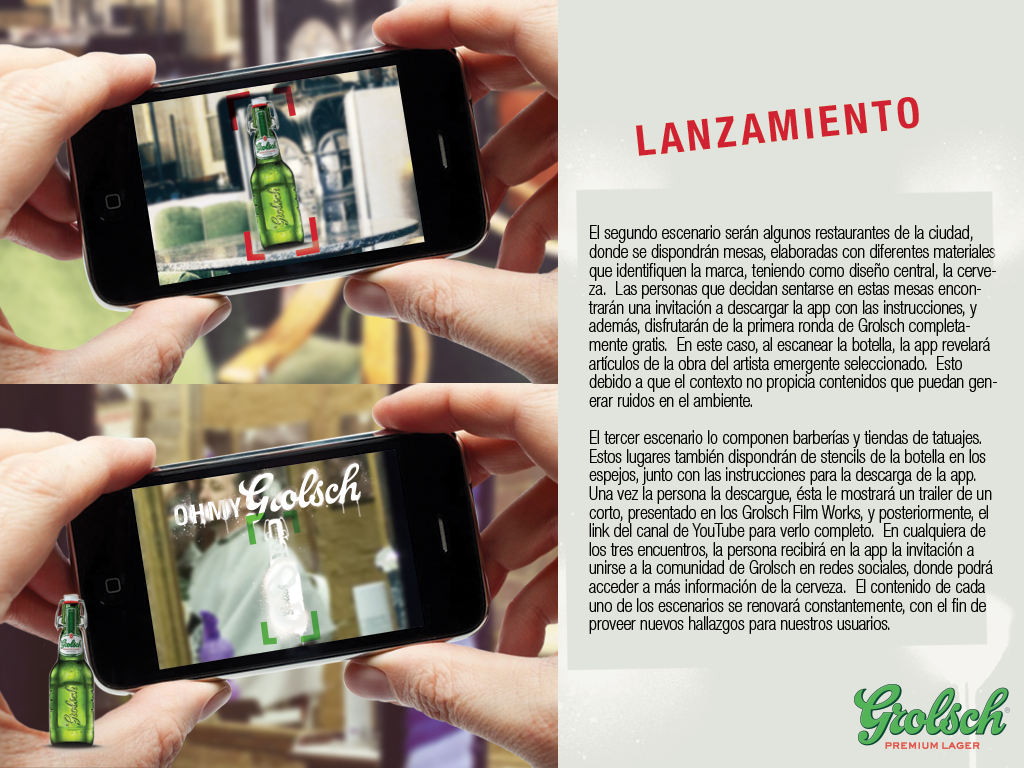 Grolsch
Grolsch
OH MY Grolsch
Grolsch
Grolsch
LANZAMIENTO
El segundo escenario serán algunos restaurantes de la ciudad,
donde se dispondrán mesas, elaboradas con diferentes materiales
que identifiquen la marca, teniendo como diseño central, la cerve-
za.  Las personas que decidan sentarse en estas mesas encon-
trarán una invitación a descargar la app con las instrucciones, y
además, disfrutarán de la primera ronda de Grolsch completa-
mente gratis.  En este caso, al escanear la botella, la app revelará
artículos de la obra del artista emergente seleccionado.  Esto
debido a que el contexto no propicia contenidos que puedan gen-
erar ruidos en el ambiente.
El tercer escenario lo componen barberías y tiendas de tatuajes.
Estos lugares también dispondrán de stencils de la botella en los
espejos, junto con las instrucciones para la descarga de la app.
Una vez la persona la descargue, ésta le mostrará un trailer de un
corto, presentado en los Grolsch Film Works, y posteriormente, el
link del canal de YouTube para verlo completo.  En cualquiera de
los tres encuentros, la persona recibirá en la app la invitación a
unirse a la comunidad de Grolsch en redes sociales, donde podrá
acceder a más información de la cerveza.  El contenido de cada
uno de los escenarios se renovará constantemente, con el fin de
proveer nuevos hallazgos para nuestros usuarios.
Grolsch®
PREMIUM LAGER